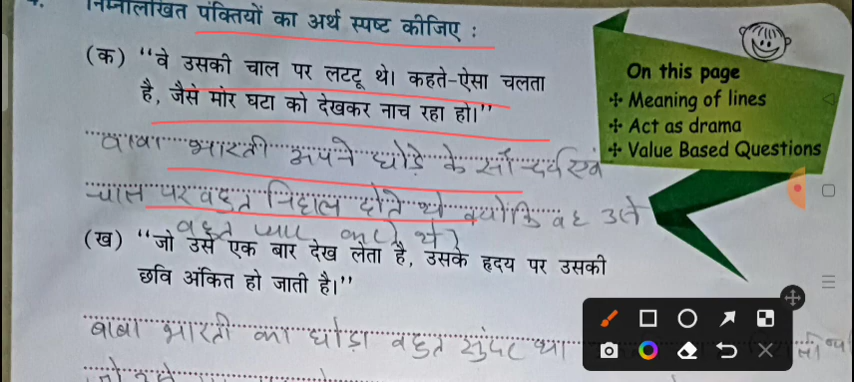 निम्नलिखित पंक्तियों का अर्थ स्पष्ट कीजिए :
(क) “वे उसकी चाल पर लटटू थे। कहते-ऐसा चलता
है, जैसे मोर घटा को देखकर नाच रहा हो।”
बाबा भारती अपने घोड़े के सौन्दर्य एवं
चाल पर बहुत निहाल होते थे क्योंकि वह उसे
बहुत प्यार करते थे।
(ख) “जो उसे एक बार देख लेता है, उसके हृदय पर उसकी
छवि अंकित हो जाती है।”
बाबा भारती का घोड़ा बहुत सुंदर था
जो उसे
On this page
✢ Meaning of lines
✢ Act as drama
✢ Value Based Questions